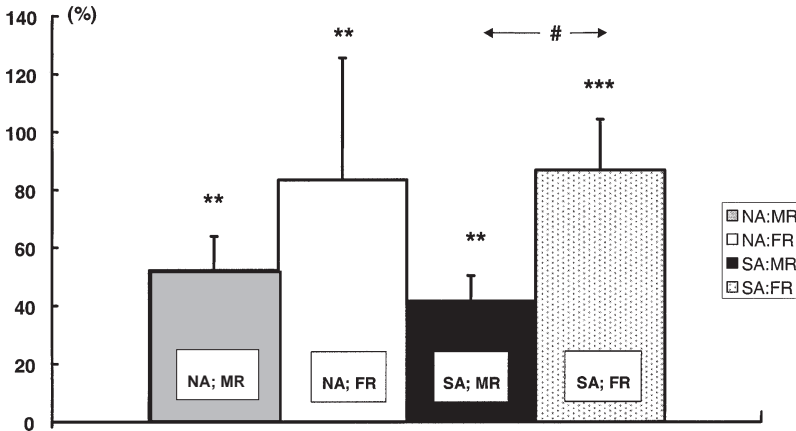 140 (%)
** ← # →
120
***
100
80
**
60
**
NA:MR
NA:FR
40
SA:MR
SA:FR
20
NA; MR NA; FR SA; MR SA; FR
0